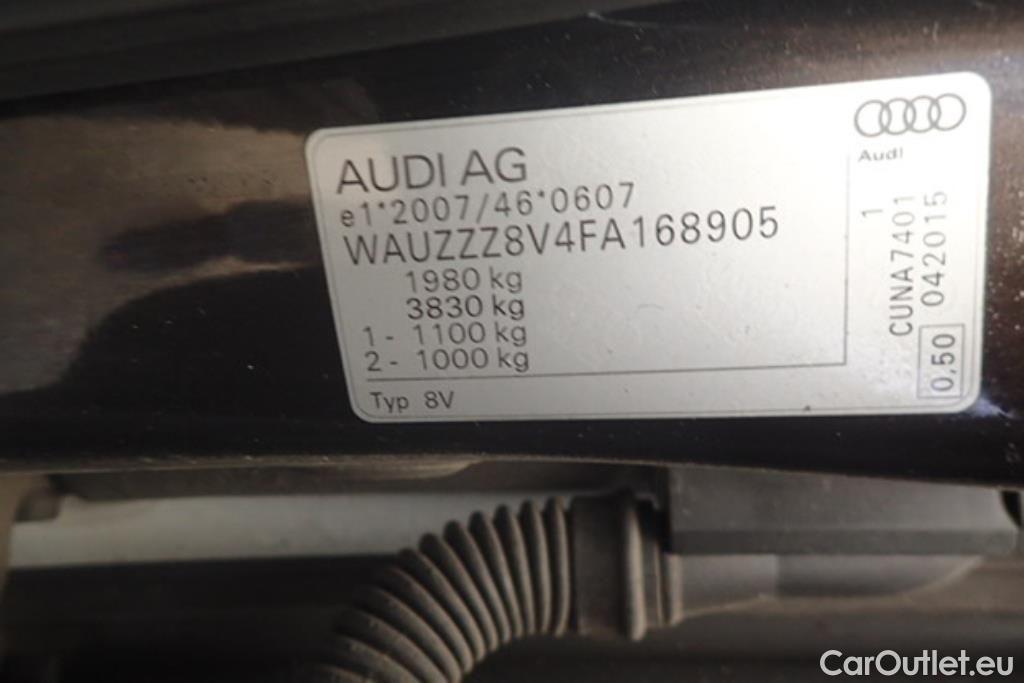 AUDI AG
e1*2007/46*0607
WAUZZZ8V4FA168905
1980 kg
3830 kg
1 - 1100 kg
2 - 1000 kg
Typ 8V
Audi
1
CUNA7401
042015
0,50
CarOutlet.eu